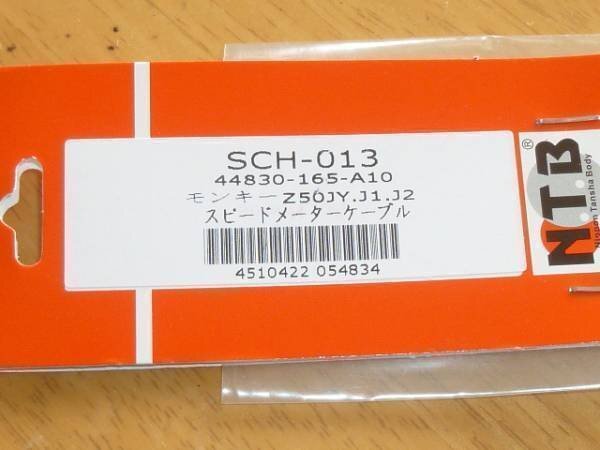 SCH-013
44830-165-A10
モンキーZ50JY.J1.J2
スピードメーターケーブル
4510422 054834
N.T.B
®
Nippon Tansha Body